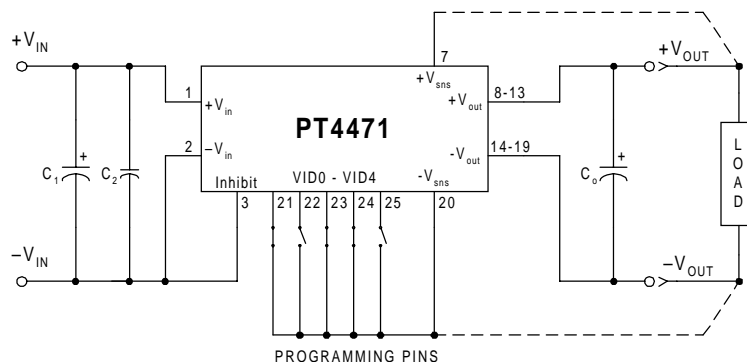 +V_IN
+V_OUT
7
+V_sns
1
+V_in
8-13
+V_out
PT4471
2
–V_in
14-19
-V_out
L
O
A
D
C_1
+
C_2
C_o
+
Inhibit
VID0 - VID4
-V_sns
3
21
22
23
24
25
20
–V_IN
–V_OUT
PROGRAMMING PINS